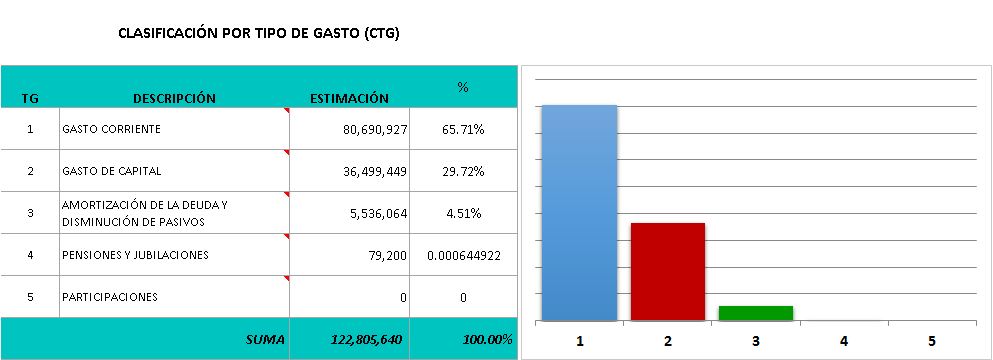 CLASIFICACIÓN POR TIPO DE GASTO (CTG)
TG DESCRIPCIÓN ESTIMACIÓN %
1 GASTO CORRIENTE 80,690,927 65.71%
2 GASTO DE CAPITAL 36,499,449 29.72%
3 AMORTIZACIÓN DE LA DEUDA Y
DISMINUCIÓN DE PASIVOS 5,536,064 4.51%
4 PENSIONES Y JUBILACIONES 79,200 0.000644922
5 PARTICIPACIONES 0 0
SUMA 122,805,640 100.00%
1 2 3 4 5